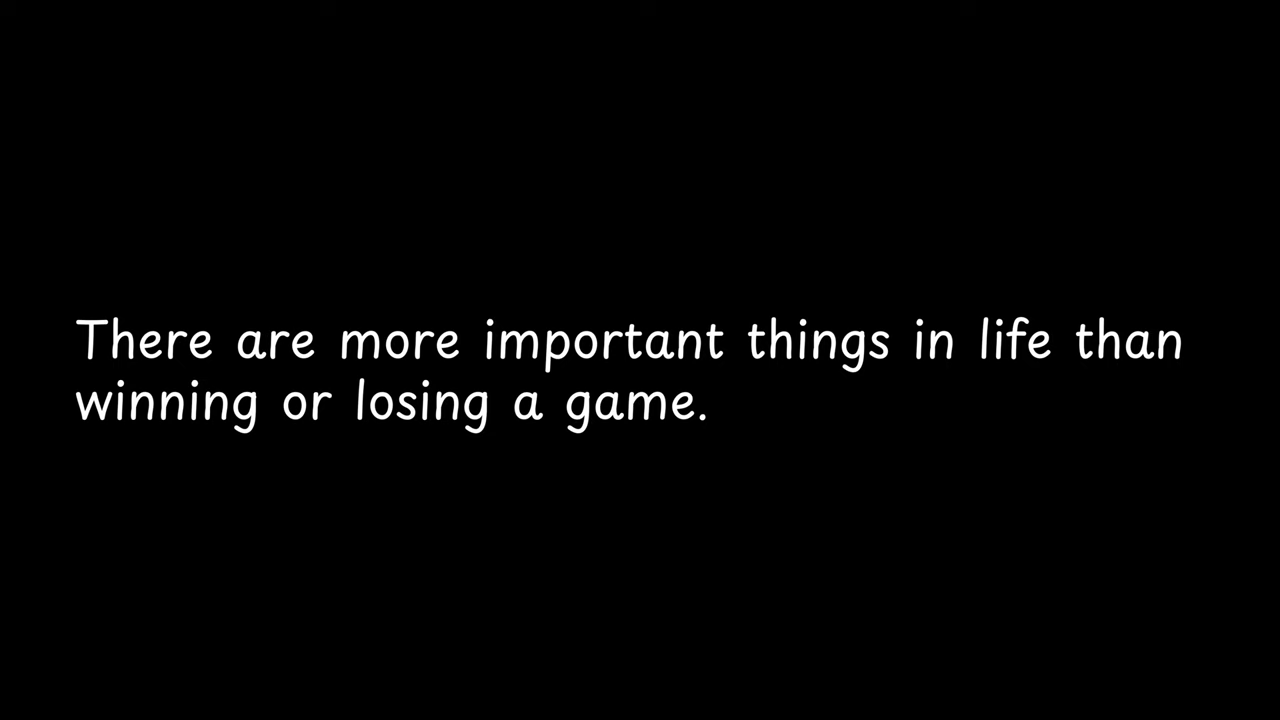 There are more important things in life than
winning or losing a game.